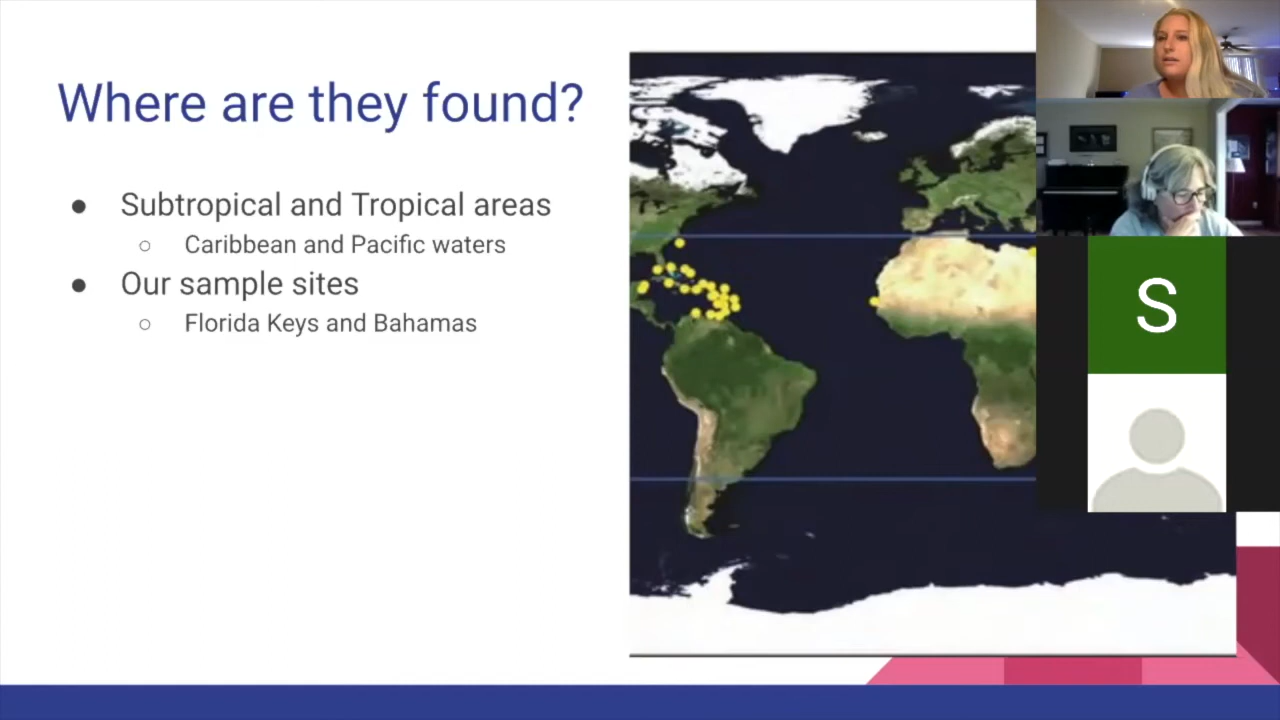 Where are they found?
● Subtropical and Tropical areas
○ Caribbean and Pacific waters
● Our sample sites
○ Florida Keys and Bahamas
S